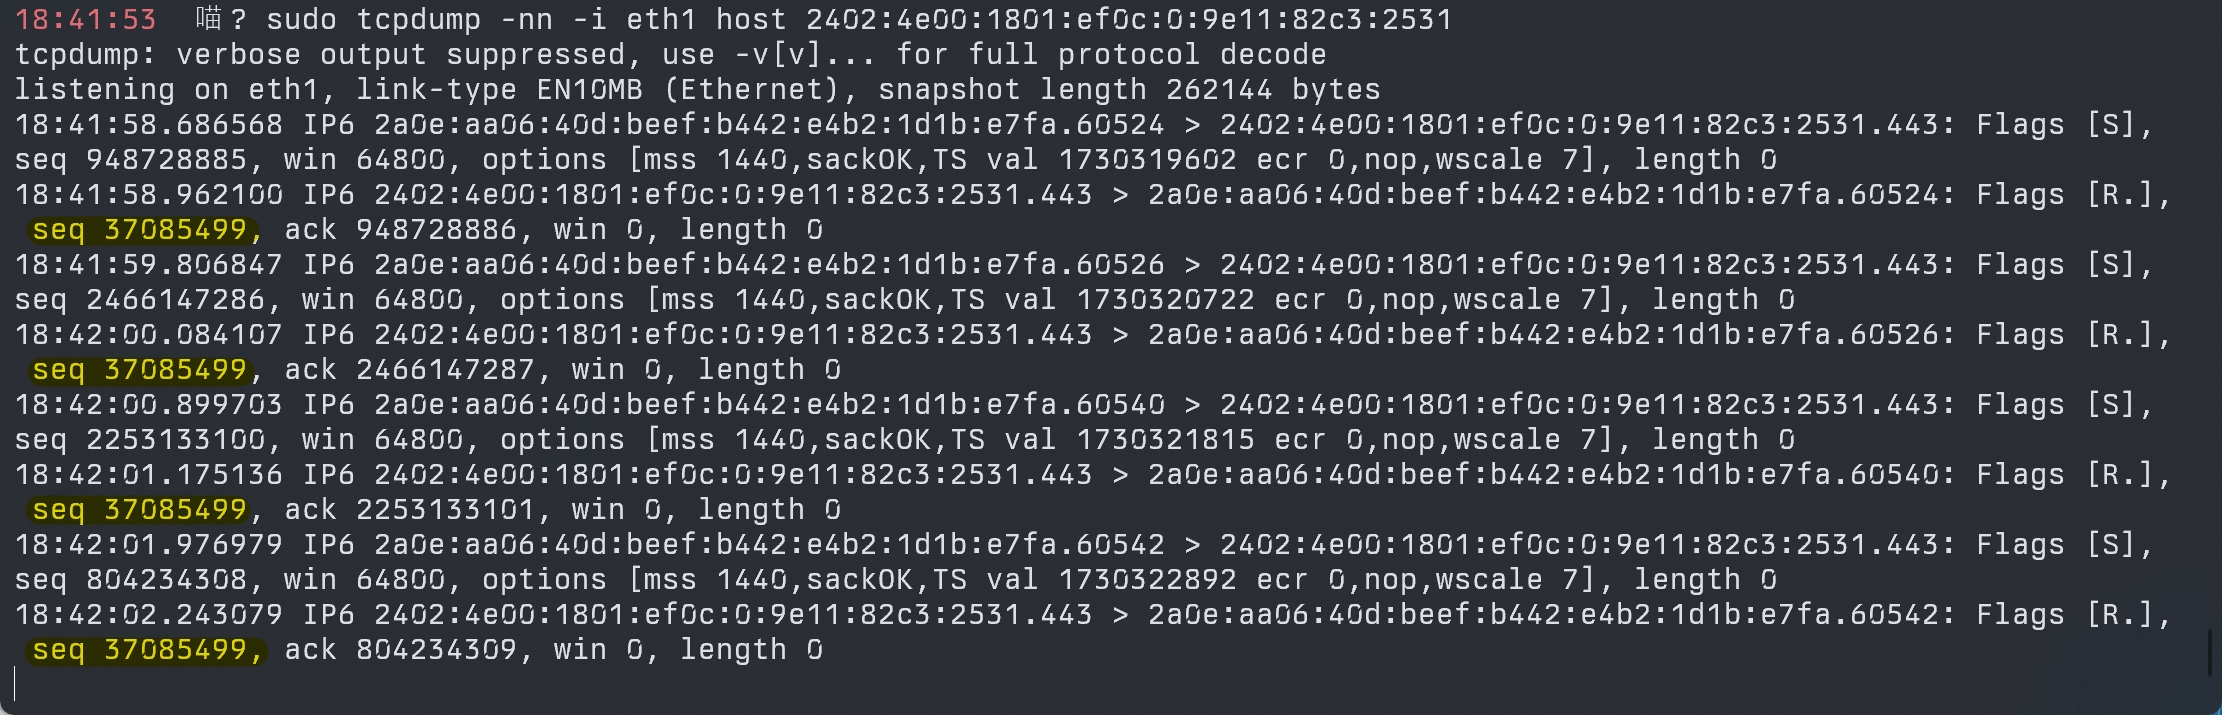 18:41:53 喵? sudo tcpdump -nn -i eth1 host 2402:4e00:1801:ef0c:0:9e11:82c3:2531
tcpdump: verbose output suppressed, use -v[v]... for full protocol decode
listening on eth1, link-type EN10MB (Ethernet), snapshot length 262144 bytes
18:41:58.686568 IP6 2a0e:aa06:40d:beef:b442:e4b2:1d1b:e7fa.60524 > 2402:4e00:1801:ef0c:0:9e11:82c3:2531.443: Flags [S],
seq 948728885, win 64800, options [mss 1440,sackOK,TS val 1730319602 ecr 0,nop,wscale 7], length 0
18:41:58.962100 IP6 2402:4e00:1801:ef0c:0:9e11:82c3:2531.443 > 2a0e:aa06:40d:beef:b442:e4b2:1d1b:e7fa.60524: Flags [R.],
seq 37085499, ack 948728886, win 0, length 0
18:41:59.806847 IP6 2a0e:aa06:40d:beef:b442:e4b2:1d1b:e7fa.60526 > 2402:4e00:1801:ef0c:0:9e11:82c3:2531.443: Flags [S],
seq 2466147286, win 64800, options [mss 1440,sackOK,TS val 1730320722 ecr 0,nop,wscale 7], length 0
18:42:00.084107 IP6 2402:4e00:1801:ef0c:0:9e11:82c3:2531.443 > 2a0e:aa06:40d:beef:b442:e4b2:1d1b:e7fa.60526: Flags [R.],
seq 37085499, ack 2466147287, win 0, length 0
18:42:00.899703 IP6 2a0e:aa06:40d:beef:b442:e4b2:1d1b:e7fa.60540 > 2402:4e00:1801:ef0c:0:9e11:82c3:2531.443: Flags [S],
seq 2253133100, win 64800, options [mss 1440,sackOK,TS val 1730321815 ecr 0,nop,wscale 7], length 0
18:42:01.175136 IP6 2402:4e00:1801:ef0c:0:9e11:82c3:2531.443 > 2a0e:aa06:40d:beef:b442:e4b2:1d1b:e7fa.60540: Flags [R.],
seq 37085499, ack 2253133101, win 0, length 0
18:42:01.976979 IP6 2a0e:aa06:40d:beef:b442:e4b2:1d1b:e7fa.60542 > 2402:4e00:1801:ef0c:0:9e11:82c3:2531.443: Flags [S],
seq 804234308, win 64800, options [mss 1440,sackOK,TS val 1730322892 ecr 0,nop,wscale 7], length 0
18:42:02.243079 IP6 2402:4e00:1801:ef0c:0:9e11:82c3:2531.443 > 2a0e:aa06:40d:beef:b442:e4b2:1d1b:e7fa.60542: Flags [R.],
seq 37085499, ack 804234309, win 0, length 0